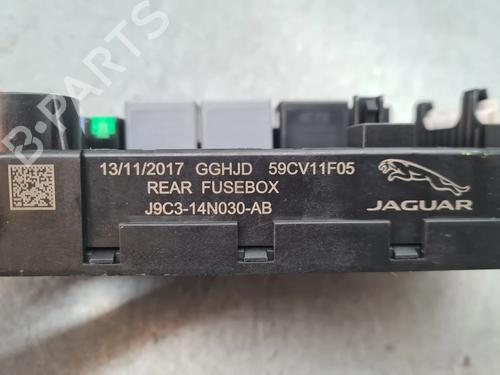 13/11/2017 GGHJD 59CV11F05
REAR FUSEBOX
J9C3-14N030-AB
JAGUAR
B-PARTS